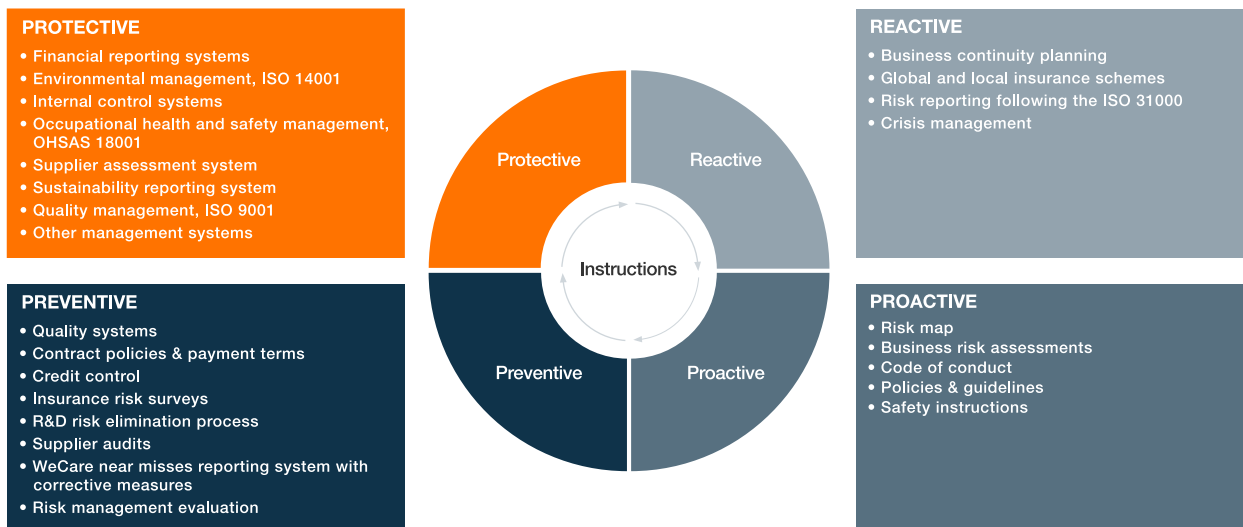 PROTECTIVE
• Financial reporting systems
• Environmental management, ISO 14001
• Internal control systems
• Occupational health and safety management,
OHSAS 18001
• Supplier assessment system
• Sustainability reporting system
• Quality management, ISO 9001
• Other management systems
REACTIVE
• Business continuity planning
• Global and local insurance schemes
• Risk reporting following the ISO 31000
• Crisis management
Protective
Reactive
Instructions
Preventive
Proactive
PREVENTIVE
• Quality systems
• Contract policies & payment terms
• Credit control
• Insurance risk surveys
• R&D risk elimination process
• Supplier audits
• WeCare near misses reporting system with
corrective measures
• Risk management evaluation
PROACTIVE
• Risk map
• Business risk assessments
• Code of conduct
• Policies & guidelines
• Safety instructions